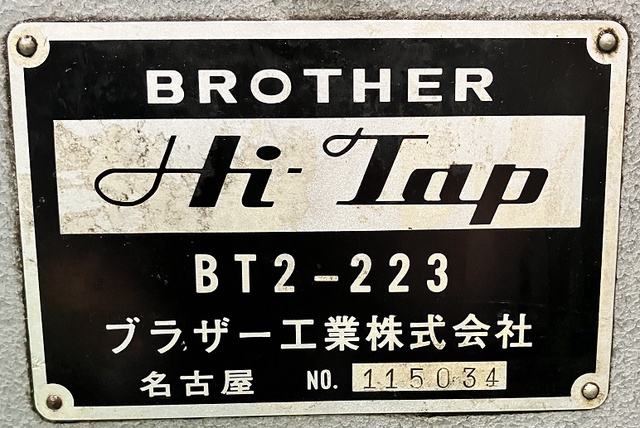 BROTHER
Hi-Tap
BT2-223
ブラザー工業株式会社
名古屋 NO. 115034